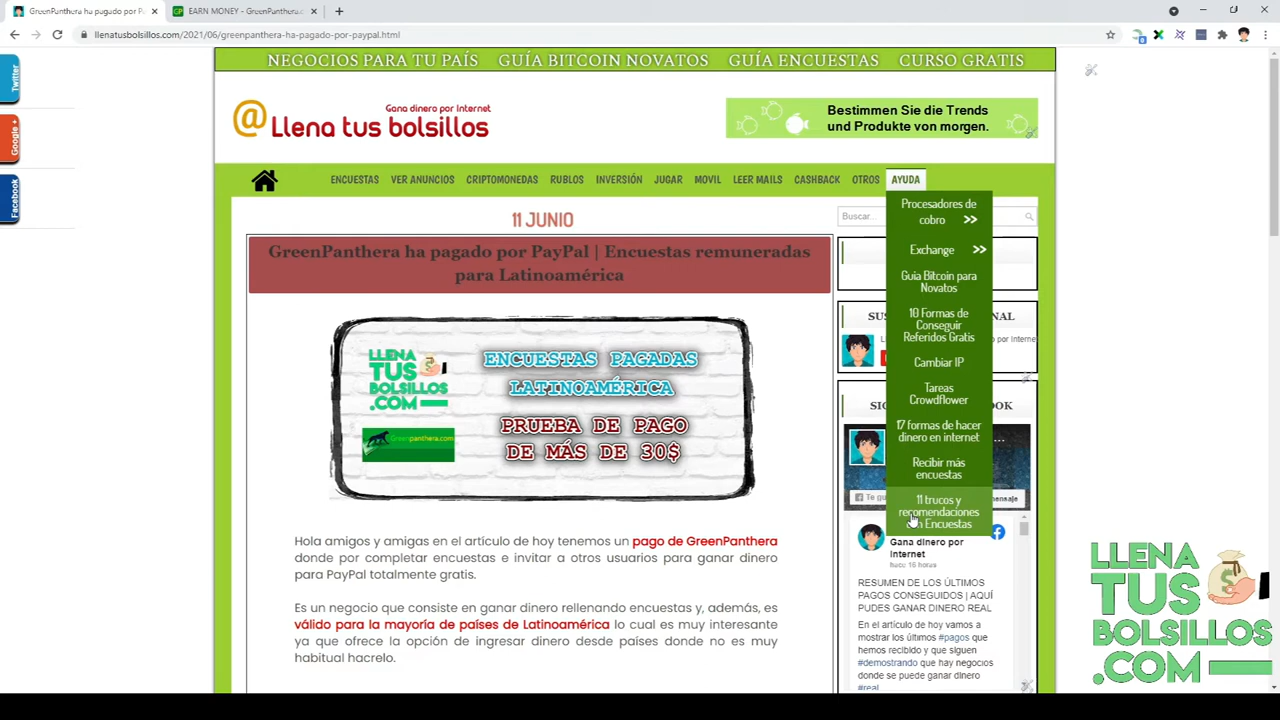 GreenPanthera ha pagado por P
EARN MONEY - GreenPanthera.c
llenatusbolsillos.com/2021/06/greenpanthera-ha-pagado-por-paypal.html
Twitter
Google +
Facebook
NEGOCIOS PARA TU PAÍS GUÍA BITCOIN NOVATOS GUÍA ENCUESTAS CURSO GRATIS
Gana dinero por Internet
@Llena tus bolsillos
Bestimmen Sie die Trends
und Produkte von morgen.
ENCUESTAS VER ANUNCIOS CRIPTOMONEDAS RUBLOS INVERSIÓN JUGAR MOVIL LEER MAILS CASHBACK OTROS AYUDA
Procesadores de
cobro >>
Exchange >>
Guia Bitcoin para
Novatos
10 Formas de
Conseguir
Referidos Gratis
Cambiar IP
Tareas
Crowdflower
17 formas de hacer
dinero en internet
Recibir más
encuestas
11 trucos y
recomendaciones
Encuestas
11 JUNIO
GreenPanthera ha pagado por PayPal | Encuestas remuneradas
para Latinoamérica
LLENA
TUS
BOLSILLOS
.COM
Greenpanthera.com
ENCUESTAS PAGADAS
LATINOAMÉRICA
PRUEBA DE PAGO
DE MÁS DE 30$
Hola amigos y amigas en el artículo de hoy tenemos un pago de GreenPanthera
donde por completar encuestas e invitar a otros usuarios para ganar dinero
para PayPal totalmente gratis.
Es un negocio que consiste en ganar dinero rellenando encuestas y, además, es
válido para la mayoría de países de Latinoamérica lo cual es muy interesante
ya que ofrece la opción de ingresar dinero desde países donde no es muy
habitual hacrelo.
Buscar...
Gana dinero por
Internet
hace 16 horas
RESUMEN DE LOS ÚLTIMOS
PAGOS CONSEGUIDOS | AQUÍ
PUDES GANAR DINERO REAL
En el artículo de hoy vamos a
mostrar los últimos #pagos que
hemos recibido y que siguen
#demostrando que hay negocios
donde se puede ganar dinero
#real
LLENA
TUS
BOLSILLOS
.COM